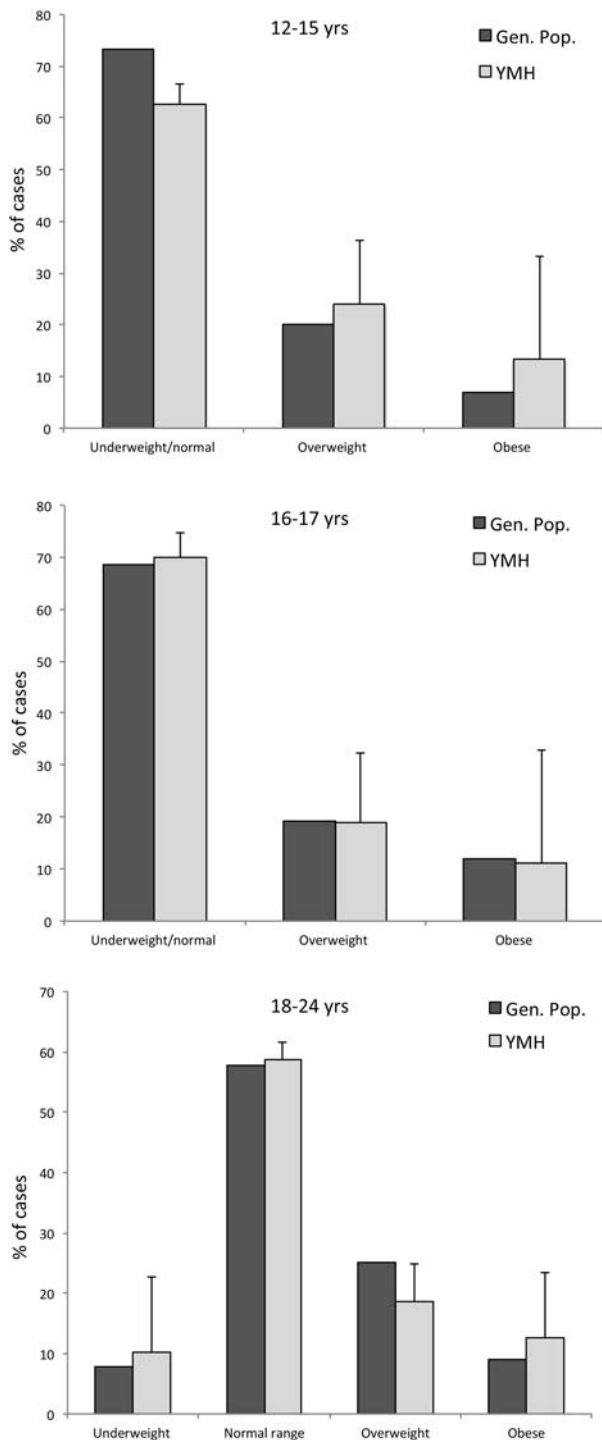 12-15 yrs
Gen. Pop.
YMH
% of cases
80
70
60
50
40
30
20
10
0
Underweight/normal Overweight Obese
16-17 yrs
Gen. Pop.
YMH
% of cases
80
70
60
50
40
30
20
10
0
Underweight/normal Overweight Obese
18-24 yrs
Gen. Pop.
YMH
% of cases
70
60
50
40
30
20
10
0
Underweight Normal range Overweight Obese